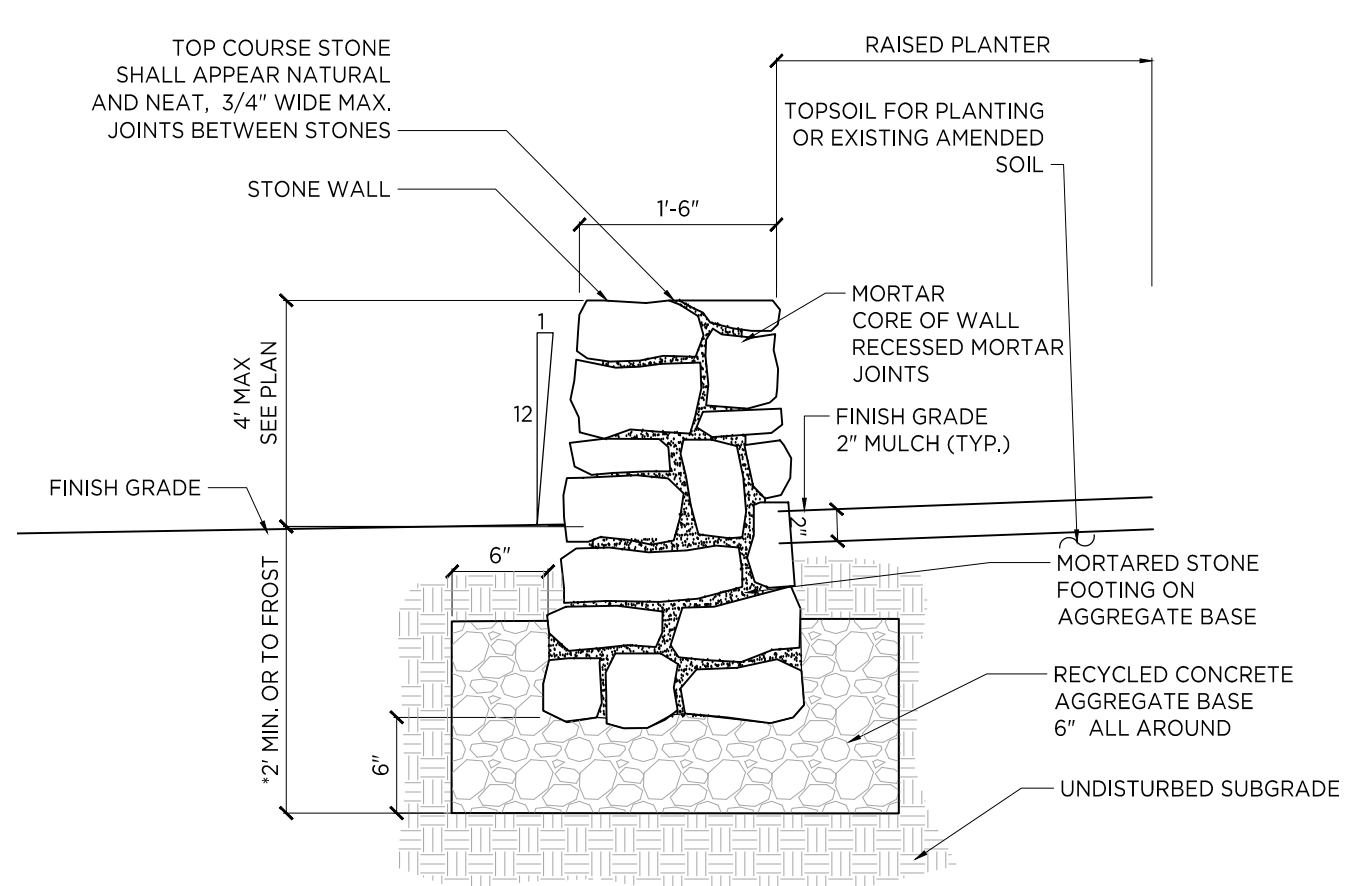 TOP COURSE STONE
SHALL APPEAR NATURAL
AND NEAT, 3/4" WIDE MAX.
JOINTS BETWEEN STONES
STONE WALL
RAISED PLANTER
TOPSOIL FOR PLANTING
OR EXISTING AMENDED
SOIL
1'-6"
MORTAR
CORE OF WALL
RECESSED MORTAR
JOINTS
1
12
4' MAX
SEE PLAN
FINISH GRADE
2" MULCH (TYP.)
FINISH GRADE
2"
6"
*2' MIN. OR TO FROST
MORTARED STONE
FOOTING ON
AGGREGATE BASE
RECYCLED CONCRETE
AGGREGATE BASE
6" ALL AROUND
6"
UNDISTURBED SUBGRADE